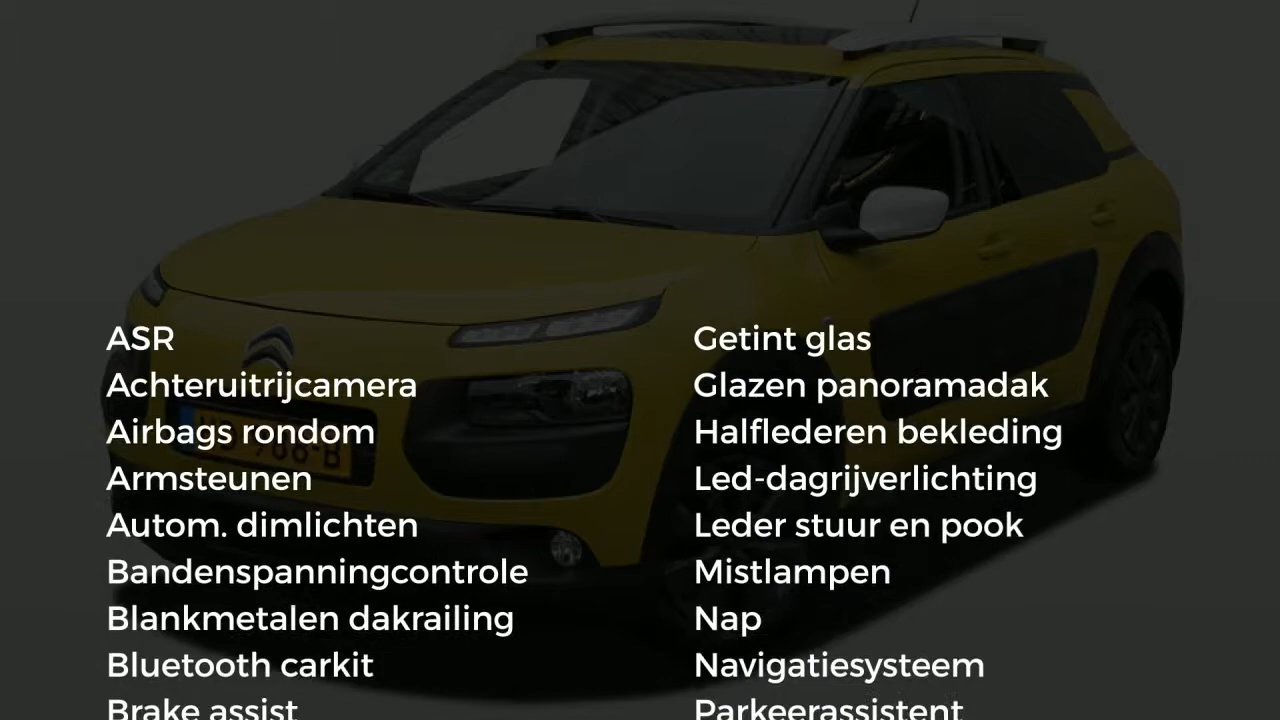 ASR
Achteruitrijcamera
Airbags rondom
Armsteunen
Autom. dimlichten
Bandenspanningcontrole
Blankmetalen dakrailing
Bluetooth carkit
Brake assist
Getint glas
Glazen panoramadak
Halflederen bekleding
Led-dagrijverlichting
Leder stuur en pook
Mistlampen
Nap
Navigatiesysteem
Parkeerassistent